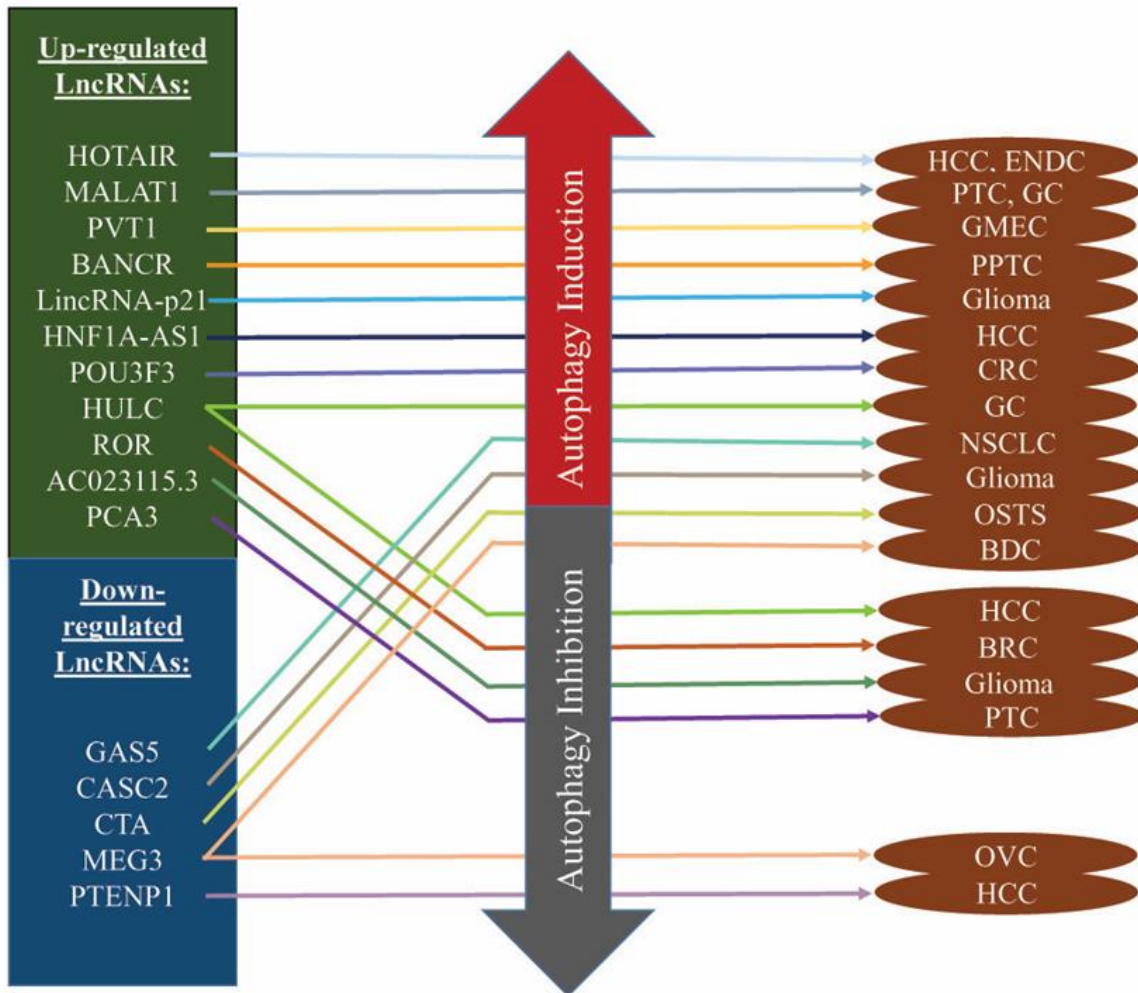 Up-regulated
LncRNAs:
HOTAIR
MALAT1
PVT1
BANCR
LincRNA-p21
HNF1A-AS1
POU3F3
HULC
ROR
AC023115.3
PCA3
Down-
regulated
LncRNAs:
GAS5
CASC2
CTA
MEG3
PTENP1
Autophagy Induction
Autophagy Inhibition
HCC, ENDC
PTC, GC
GMEC
PPTC
Glioma
HCC
CRC
GC
NSCLC
Glioma
OSTS
BDC
HCC
BRC
Glioma
PTC
OVC
HCC